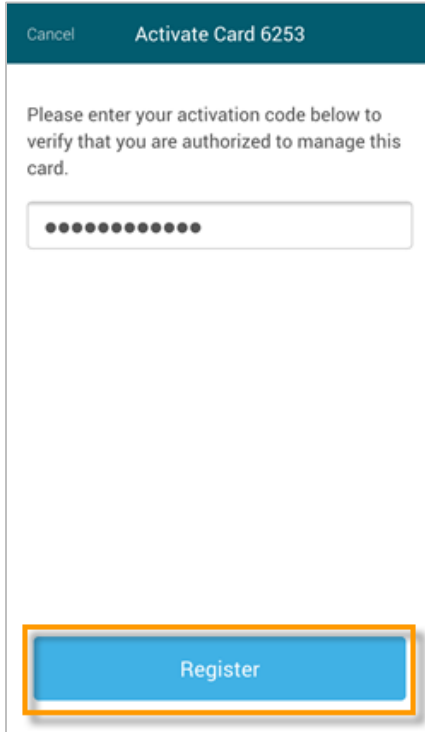 Cancel Activate Card 6253
Please enter your activation code below to
verify that you are authorized to manage this
card.
●●●●●●●●●●●●
Register